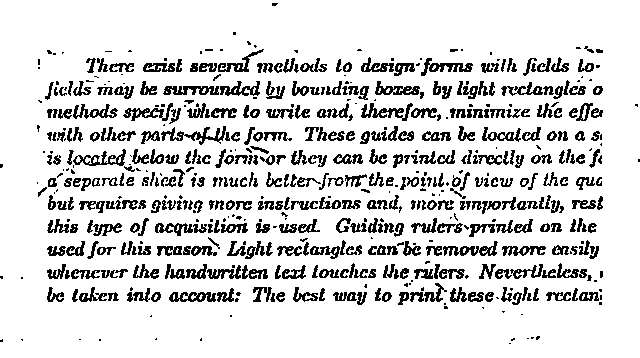 There exist several methods to design forms with fields to
fields may be surrounded by bounding boxes, by light rectangles o
methods specify where to write and, therefore, minimize the effe
with other parts of the form. These guides can be located on a s
is located below the form or they can be printed directly on the f
a separate sheet is much better from the point of view of the qua
but requires giving more instructions and, more importantly, rest
this type of acquisition is used. Guiding rulers printed on the
used for this reason. Light rectangles can be removed more easily
whenever the handwritten text touches the rulers. Nevertheless,
be taken into account: The best way to print these light rectan